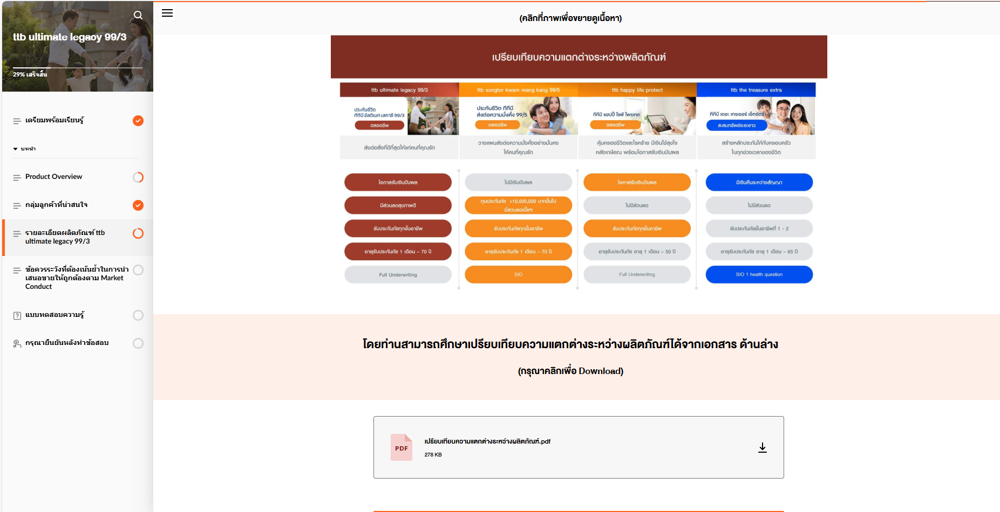 ttb ultimate legacy 99/3
29% เสร็จสิ้น
เตรียมพร้อมเรียนรู้
บทนำ
Product Overview
กลุ่มลูกค้าที่น่าสนใจ
รายละเอียดผลิตภัณฑ์ ttb
ultimate legacy 99/3
ข้อควรระวังที่ต้องเน้นย้ำในการนำ
เสนอขายให้ถูกต้องตาม Market
Conduct
แบบทดสอบความรู้
กรุณายืนยันหลังทำข้อสอบ
(คลิกที่ภาพเพื่อขยายดูเนื้อหา)
เปรียบเทียบความแตกต่างระหว่างผลิตภัณฑ์
ttb ultimate legacy 99/3
ประกันชีวิต
ทีทีบี อัลติเมท เลกาซี 99/3
ตลอดชีพ
ส่งต่อสิ่งที่ดีที่สุดให้แก่คนที่คุณรัก
โอกาสรับเงินปันผล
มีส่วนลดสุขภาพดี
รับประกันภัยทุกชั้นอาชีพ
อายุรับประกันภัย 1 เดือน - 70 ปี
Full Underwriting
ttb songtor kwam mang kang 99/5
ประกันชีวิต ทีทีบี
ส่งต่อความมั่งคั่ง 99/5
ตลอดชีพ
วางแผนส่งต่อความมั่งคั่งอย่างมั่นคง
ให้คนที่คุณรัก
ไม่มีเงินปันผล
ทุนประกันภัย >10,000,000 บาทขึ้นไป
มีส่วนลดเบี้ยฯ
รับประกันภัยทุกชั้นอาชีพ
อายุรับประกันภัย 1 เดือน - 70 ปี
SIO
ttb happy life protect
ทีทีบี แฮปปี้ ไลฟ์ โพรเทค
ตลอดชีพ
คุ้มครองชีวิตและโรคร้าย มีเงินใช้สุขใจ
หลังเกษียณ พร้อมโอกาสรับเงินปันผล
โอกาสรับเงินปันผล
ไม่มีส่วนลด
รับประกันภัยทุกชั้นอาชีพ
อายุรับประกันภัย อายุ 1 เดือน - 50 ปี
Full Underwriting
ttb the treasure extra
ทีทีบี เดอะ เทรเชอร์ เอ็กซ์ตร้า
สะสมทรัพย์ระยะยาว
สร้างหลักประกันให้กับครอบครัว
ในทุกช่วงเวลาของชีวิต
มีเงินคืนระหว่างสัญญา
ไม่มีส่วนลด
รับประกันภัยชั้นอาชีพที่ 1 - 2
อายุรับประกันภัย อายุ 1 เดือน - 65 ปี
SIO 1 health question
โดยท่านสามารถศึกษาเปรียบเทียบความแตกต่างระหว่างผลิตภัณฑ์ได้จากเอกสาร ด้านล่าง
(กรุณาคลิกเพื่อ Download)
PDF
เปรียบเทียบความแตกต่างระหว่างผลิตภัณฑ์.pdf
278 KB